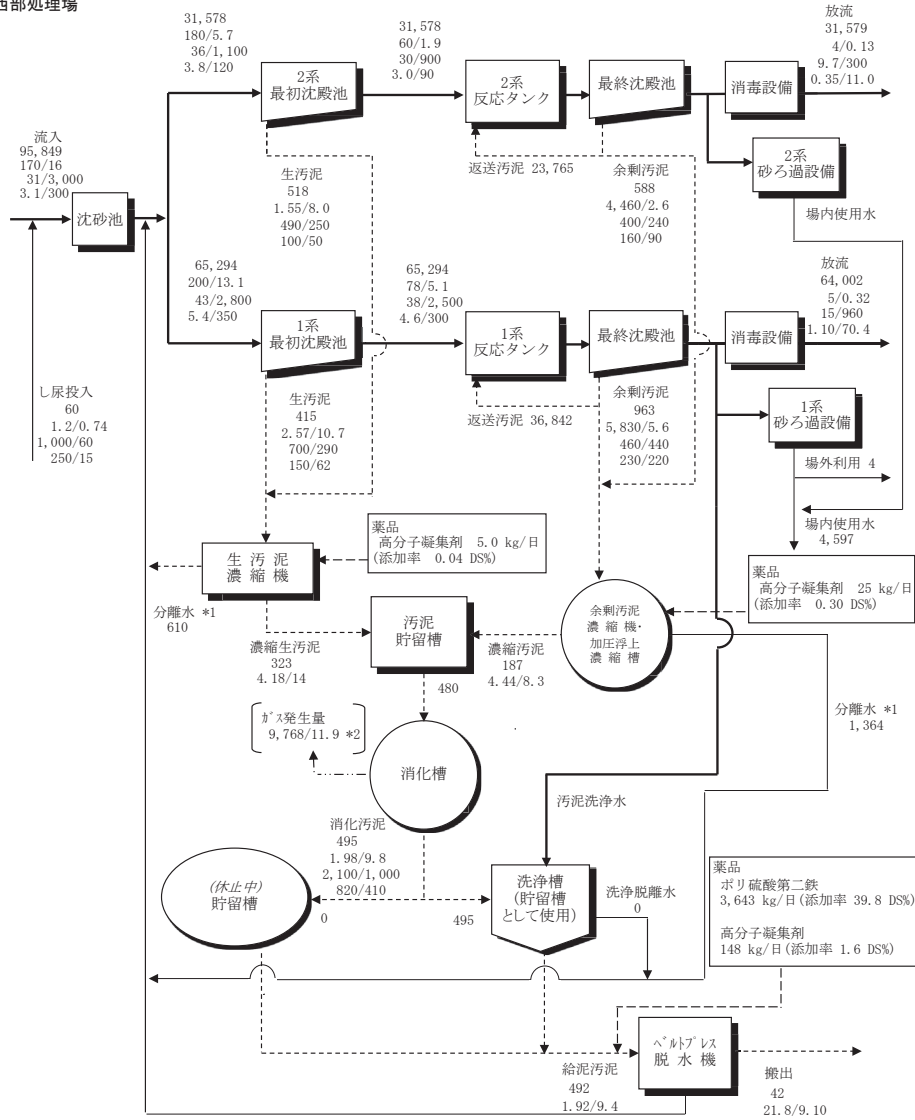 西部処理場
31,578
180/5.7
36/1,100
3.8/120
2系
最初沈殿池
31,578
60/1.9
30/900
3.0/90
2系
反応タンク
最終沈殿池
消毒設備
放流
31,579
4/0.13
9.7/300
0.35/11.0
流入
95,849
170/16
31/3,000
3.1/300
沈砂池
生汚泥
518
1.55/8.0
490/250
100/50
返送汚泥 23,765
余剰汚泥
588
4,460/2.6
400/240
160/90
2系
砂ろ過設備
場内使用水
65,294
200/13.1
43/2,800
5.4/350
1系
最初沈殿池
65,294
78/5.1
38/2,500
4.6/300
1系
反応タンク
最終沈殿池
消毒設備
放流
64,002
5/0.32
15/960
1.10/70.4
し尿投入
60
1.2/0.74
1,000/60
250/15
生汚泥
415
2.57/10.7
700/290
150/62
返送汚泥 36,842
余剰汚泥
963
5,830/5.6
460/440
230/220
1系
砂ろ過設備
場外利用 4
場内使用水
4,597
生 汚 泥
濃 縮 機
薬品
高分子凝集剤 5.0 kg/日
(添加率 0.04 DS%)
薬品
高分子凝集剤 25 kg/日
(添加率 0.30 DS%)
分離水 *1
610
濃縮生汚泥
323
4.18/14
汚泥
貯留槽
濃縮汚泥
187
4.44/8.3
余剰汚泥
濃 縮 機・
加圧浮上
濃 縮 槽
480
分離水 *1
1,364
ガス発生量
9,768/11.9 *2
消化槽
汚泥洗浄水
消化汚泥
495
1.98/9.8
2,100/1,000
820/410
(休止中)
貯留槽
0
495
洗浄槽
(貯留槽
として使用)
洗浄脱離水
0
薬品
ポリ硫酸第二鉄
3,643 kg/日(添加率 39.8 DS%)
高分子凝集剤
148 kg/日(添加率 1.6 DS%)
給泥汚泥
492
1.92/9.4
ベルトプレス
脱水機
搬出
42
21.8/9.10